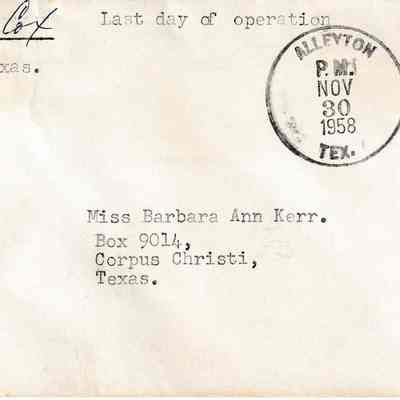 Cox
Last day of operation
xas.
ALLEYTON
P.M.
NOV
30
1958
TEX.
Miss Barbara Ann Kerr.
Box 9014,
Corpus Christi,
Texas.